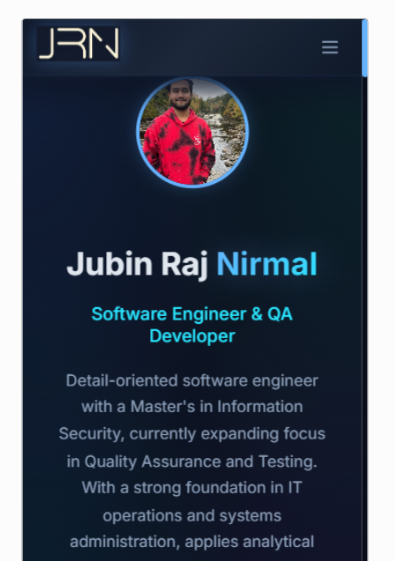 JRN
Jubin Raj Nirmal
Software Engineer & QA
Developer
Detail-oriented software engineer
with a Master's in Information
Security, currently expanding focus
in Quality Assurance and Testing.
With a strong foundation in IT
operations and systems
administration, applies analytical